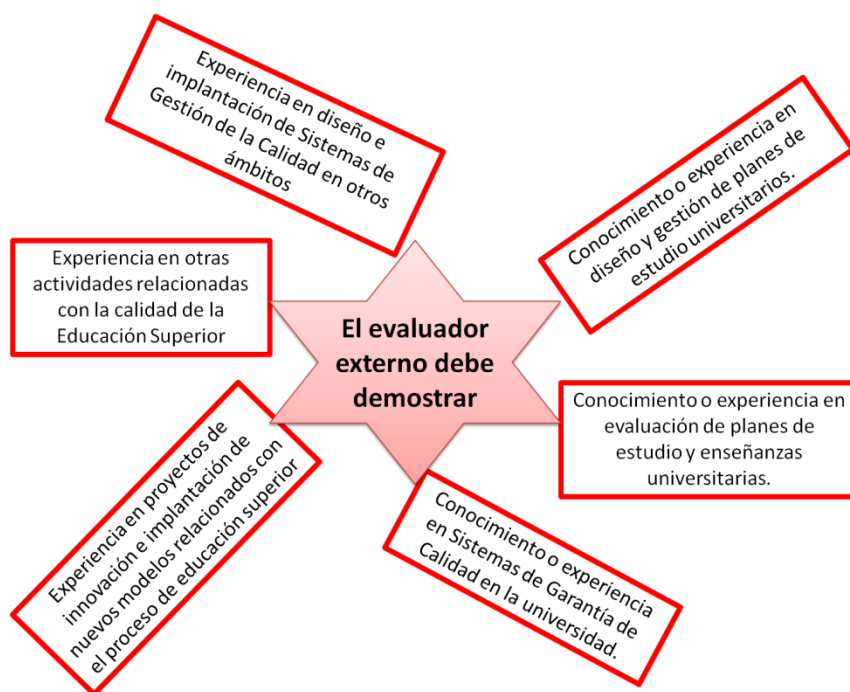 Experiencia en diseño e
implantación de Sistemas de
Gestión de la Calidad en otros
ámbitos
Conocimiento o experiencia en
diseño y gestión de planes de
estudio universitarios.
Experiencia en otras
actividades relacionadas
con la calidad de la
Educación Superior
El evaluador
externo debe
demostrar
Conocimiento o experiencia en
evaluación de planes de
estudio y enseñanzas
universitarias.
Experiencia en proyectos de
innovación e implantación de
nuevos modelos relacionados con
el proceso de educación superior
Conocimiento o experiencia
en Sistemas de Garantía de
Calidad en la universidad.